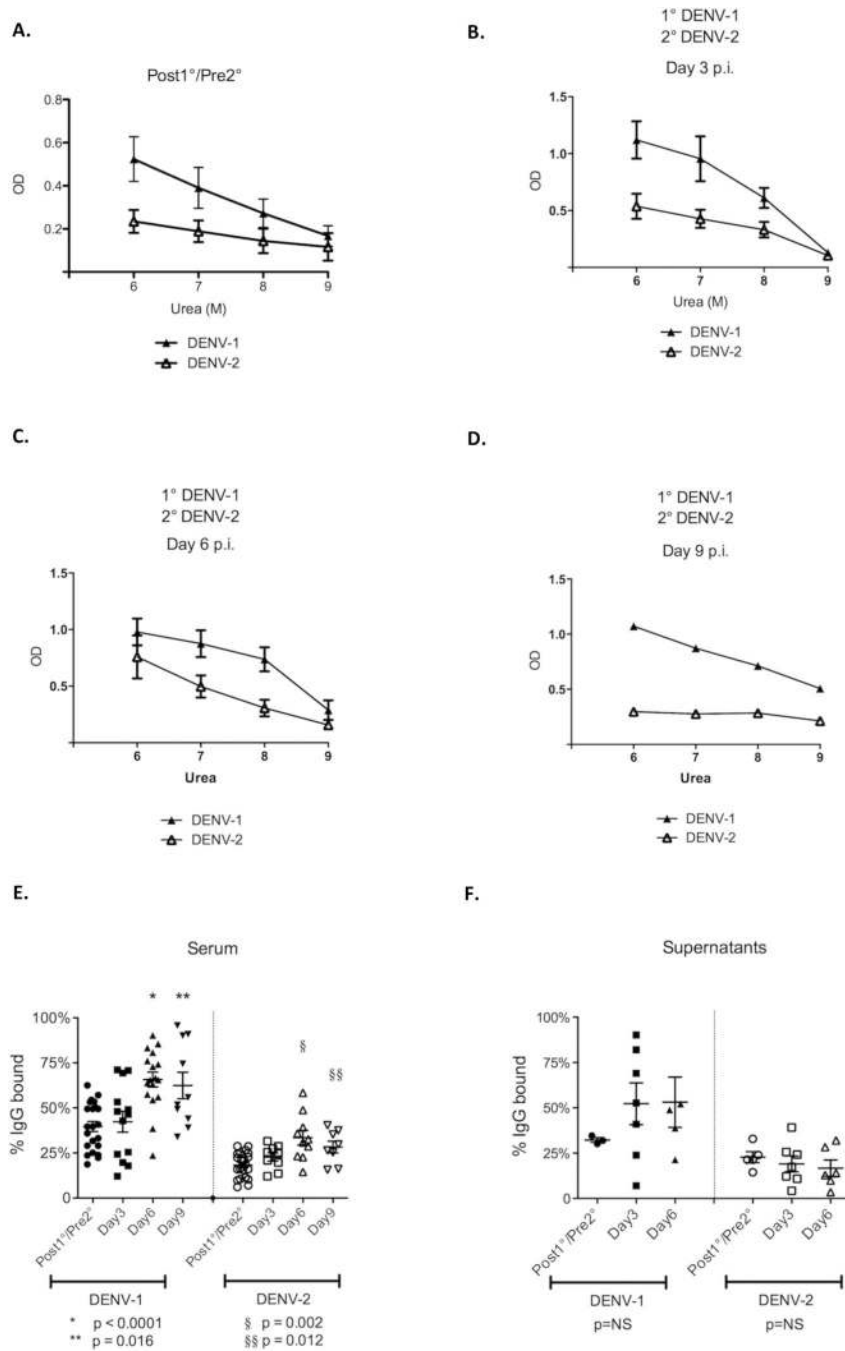 A.
Post1°/Pre2°
0.8
0.6
0.4
0.2
OD
6 7 8 9
Urea (M)
DENV-1
DENV-2
B.
1° DENV-1
2° DENV-2
Day 3 p.i.
1.5
1.0
0.5
OD
6 7 8 9
Urea (M)
DENV-1
DENV-2
C.
1° DENV-1
2° DENV-2
Day 6 p.i.
1.5
1.0
0.5
OD
6 7 8 9
Urea
DENV-1
DENV-2
D.
1° DENV-1
2° DENV-2
Day 9 p.i.
1.5
1.0
0.5
OD
6 7 8 9
Urea
DENV-1
DENV-2
E.
Serum
* ** § §§
100%
75%
50%
25%
0
% IgG bound
Post1°/Pre2° Day3 Day6 Day9 Post1°/Pre2° Day3 Day6 Day9
DENV-1 DENV-2
* p < 0.0001 § p = 0.002
** p = 0.016 §§ p = 0.012
F.
Supernatants
100%
75%
50%
25%
0
% IgG bound
Post1°/Pre2° Day3 Day6 Post1°/Pre2° Day3 Day6
DENV-1 DENV-2
p=NS p=NS